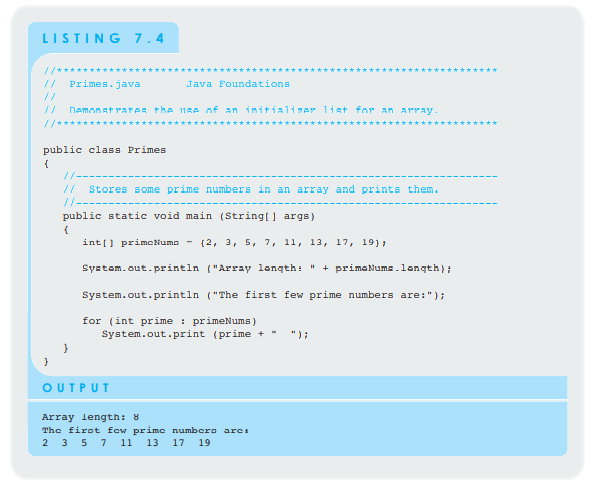 LISTING 7.4
//********************************************************************
//  Primes.java       Java Foundations
//
//  Demonstrates the use of an initializer list for an array.
//********************************************************************
public class Primes
{
   //-----------------------------------------------------------------
   //  Stores some prime numbers in an array and prints them.
   //-----------------------------------------------------------------
   public static void main (String[] args)
   {
      int[] primeNums = {2, 3, 5, 7, 11, 13, 17, 19};
      System.out.println ("Array length: " + primeNums.length);
      System.out.println ("The first few prime numbers are:");
      for (int prime : primeNums)
         System.out.print (prime + "  ");
   }
}
OUTPUT
Array length: 8
The first few prime numbers are:
2  3  5  7  11  13  17  19